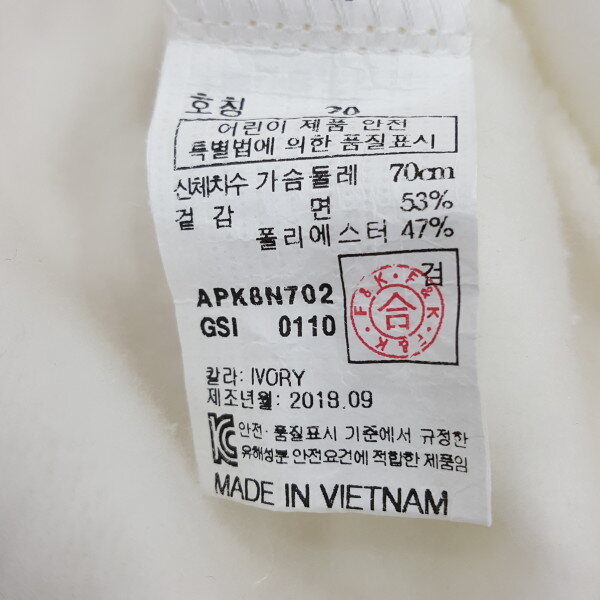 호칭 70
어린이 제품 안전
특별법에 의한 품질표시
신체차수 가슴둘레 70cm
겉감 면 53%
폴리에스터 47%
APK8N702
GSI 0110
검
F&K · F&K · F&K
合
칼라: IVORY
제조년월: 2018.09
안전·품질표시 기준에서 규정한
유해성분 안전요건에 적합한 제품임
MADE IN VIETNAM